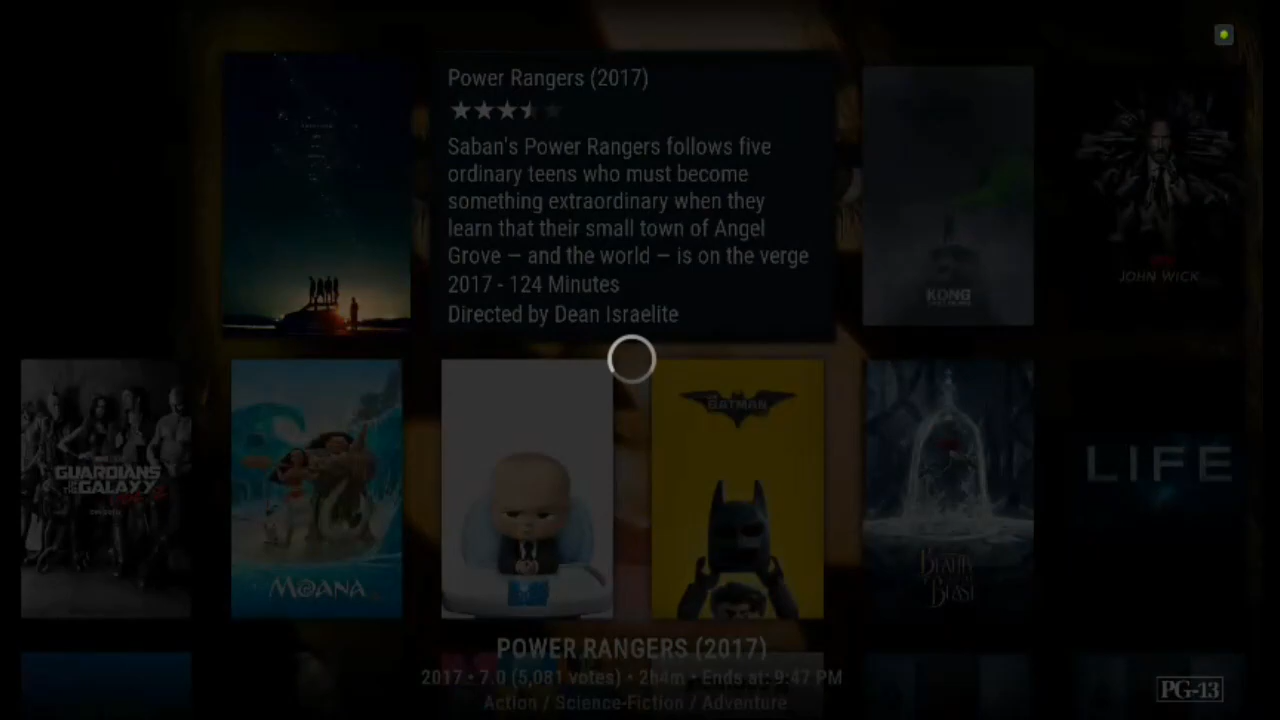 Power Rangers (2017)
Saban's Power Rangers follows five
ordinary teens who must become
something extraordinary when they
learn that their small town of Angel
Grove — and the world — is on the verge
2017 - 124 Minutes
Directed by Dean Israelite
KONG
JOHN WICK
GUARDIANS
OF THE
GALAXY
MOANA
BATMAN
BEAUTY
BEAST
LIFE
POWER RANGERS (2017)
2017 • 7.0 (5,081 votes) • 2h4m • Ends at: 9:47 PM
Action / Science-Fiction / Adventure
PG-13